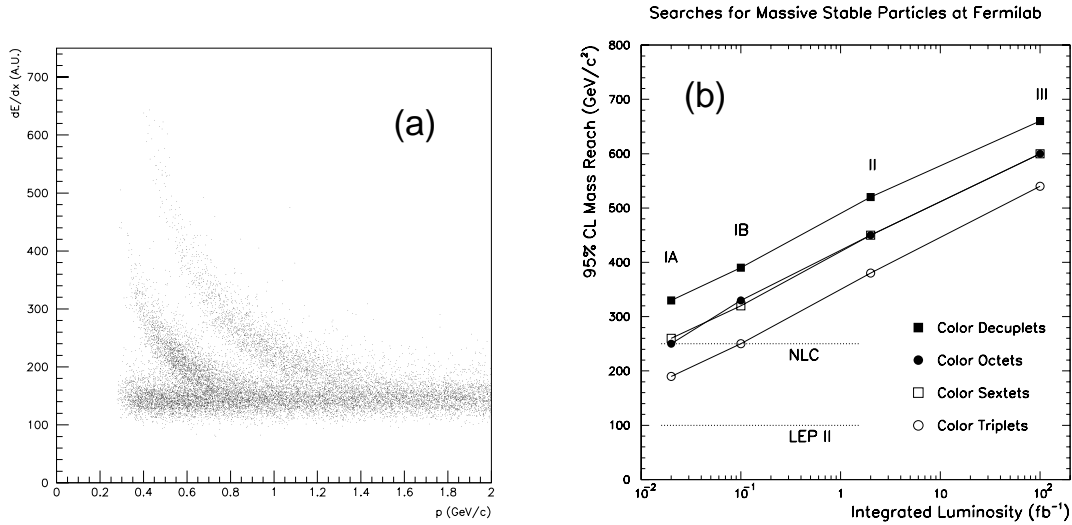 dE/dx (A.U.)
700
600
500
400
300
200
100
0
0
0.2
0.4
0.6
0.8
1
1.2
1.4
1.6
1.8
2
p (GeV/c)
(a)
Searches for Massive Stable Particles at Fermilab
95% CL Mass Reach (GeV/c²)
800
700
600
500
400
300
200
100
0
(b)
IA
IB
II
III
NLC
LEP II
Color Decuplets
Color Octets
Color Sextets
Color Triplets
10⁻²
10⁻¹
1
10
10²
Integrated Luminosity (fb⁻¹)